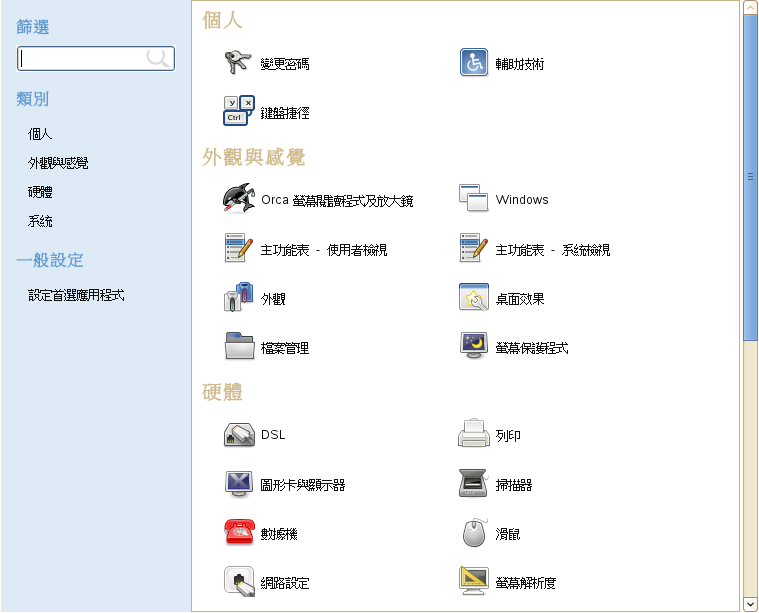 篩選
類別
個人
外觀與感覺
硬體
系統
一般設定
設定首選應用程式
個人
變更密碼
輔助技術
y x Ctrl
鍵盤捷徑
外觀與感覺
Orca 螢幕閱讀程式及放大鏡
Windows
主功能表 - 使用者檢視
主功能表 - 系統檢視
外觀
桌面效果
檔案管理
螢幕保護程式
硬體
DSL
列印
圖形卡與顯示器
掃描器
數據機
滑鼠
網路設定
螢幕解析度